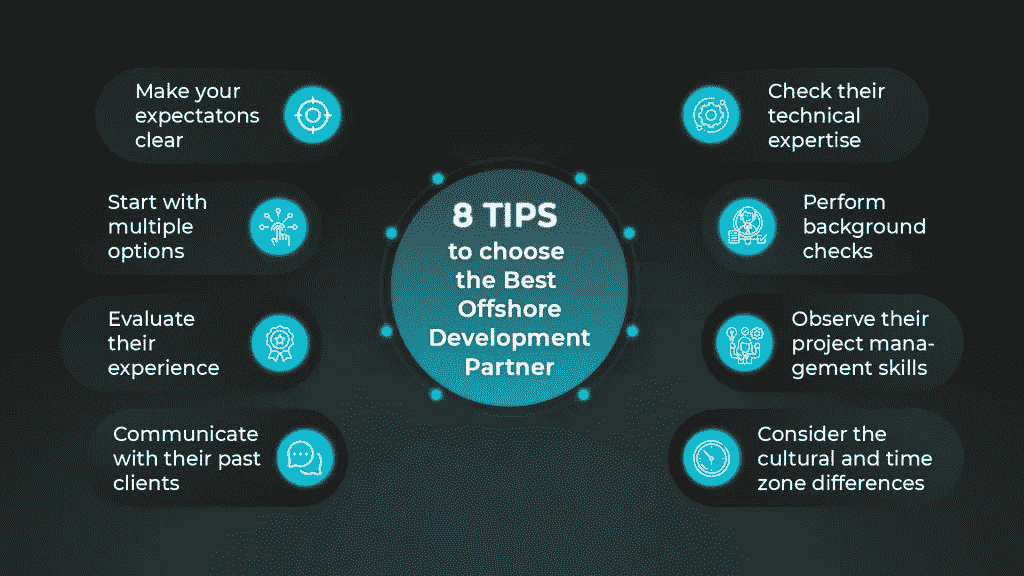 Make your
expectatons
clear
Start with
multiple
options
Evaluate
their
experience
Communicate
with their past
clients
8 TIPS
to choose
the Best
Offshore
Development
Partner
Check their
technical
expertise
Perform
background
checks
Observe their
project mana-
gement skills
Consider the
cultural and time
zone differences